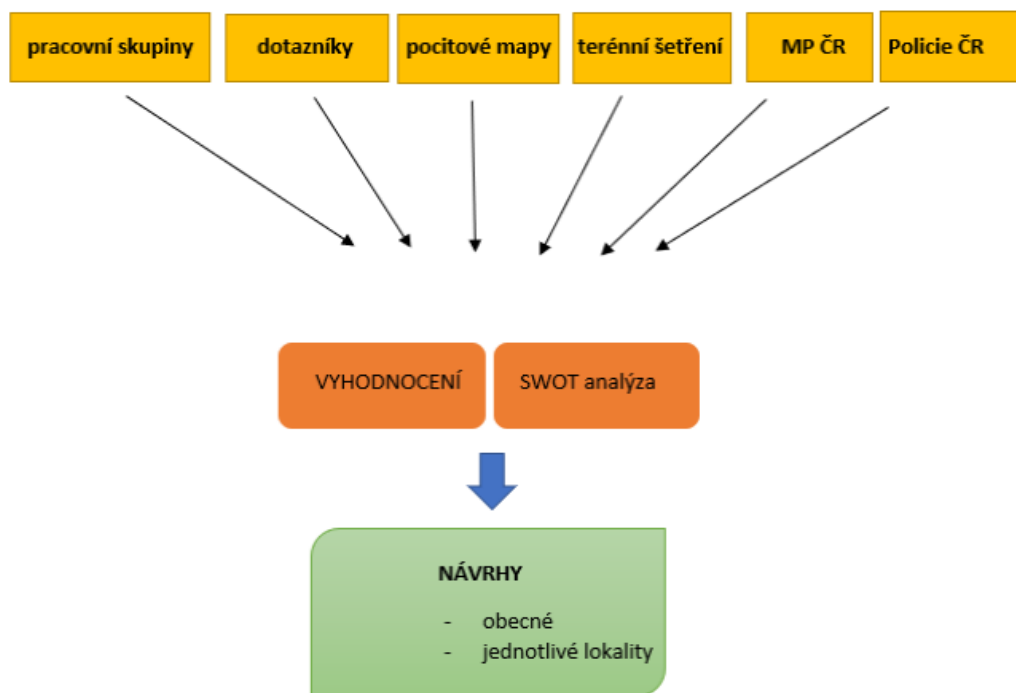 pracovní skupiny
dotazníky
pocitové mapy
terénní šetření
MP ČR
Policie ČR
VYHODNOCENÍ
SWOT analýza
NÁVRHY
- obecné
- jednotlivé lokality